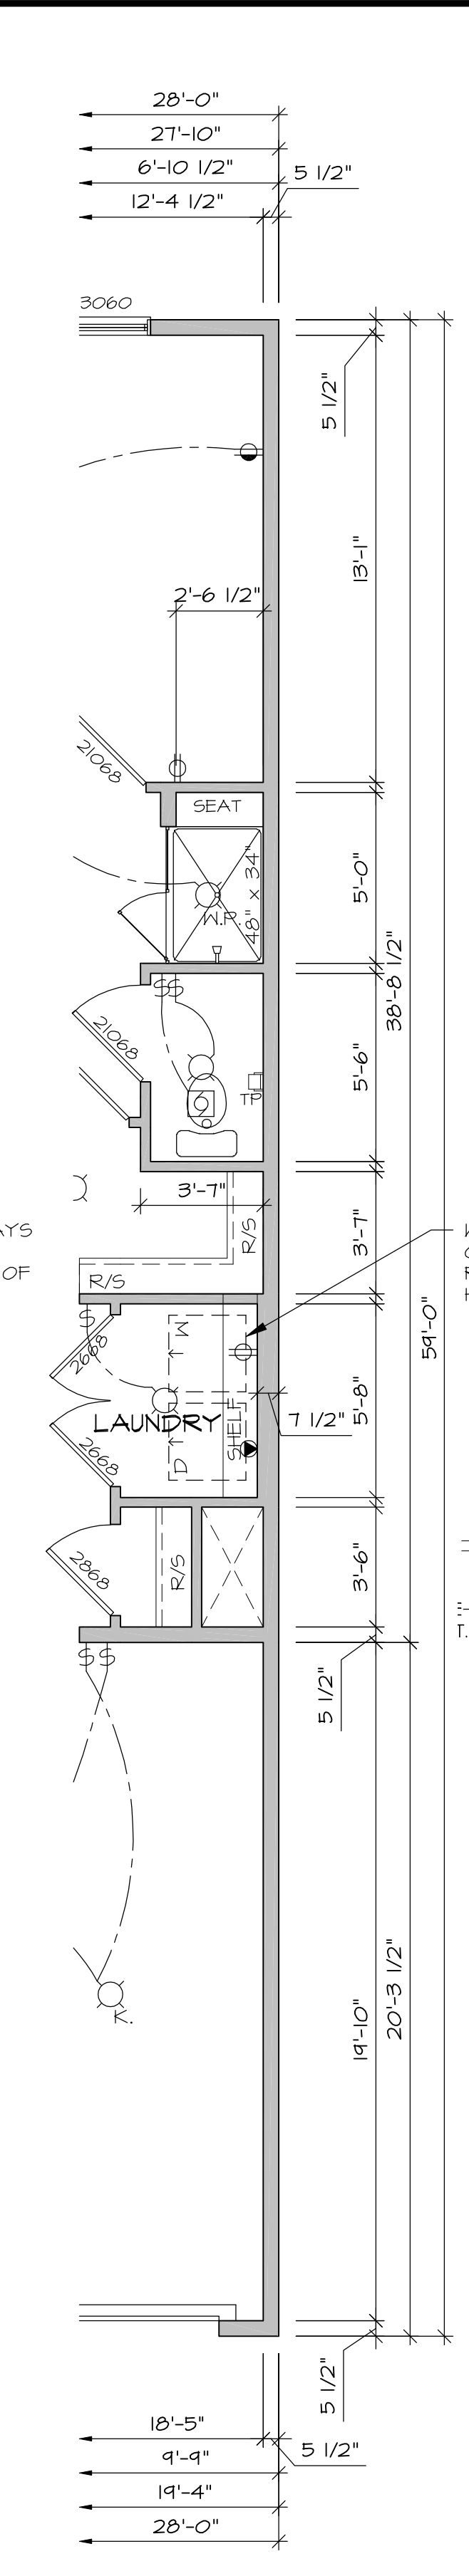 28'-0"
27'-10"
6'-10 1/2"
5 1/2"
12'-4 1/2"
3060
5 1/2"
13'-1"
2'-6 1/2"
21068
SEAT
48" x 34"
W.P.
5'-0"
38'-8 1/2"
SS
21068
5'-6"
TP
3'-7"
R/S
3'-7"
AYS
OF
R/S
59'-0"
S
2668
W
LAUNDRY
SHELF
7 1/2"
5'-8"
2668
D
2868
R/S
3'-6"
T.
S S
5 1/2"
K.
19'-10"
20'-3 1/2"
5 1/2"
18'-5"
5 1/2"
9'-9"
19'-4"
28'-0"